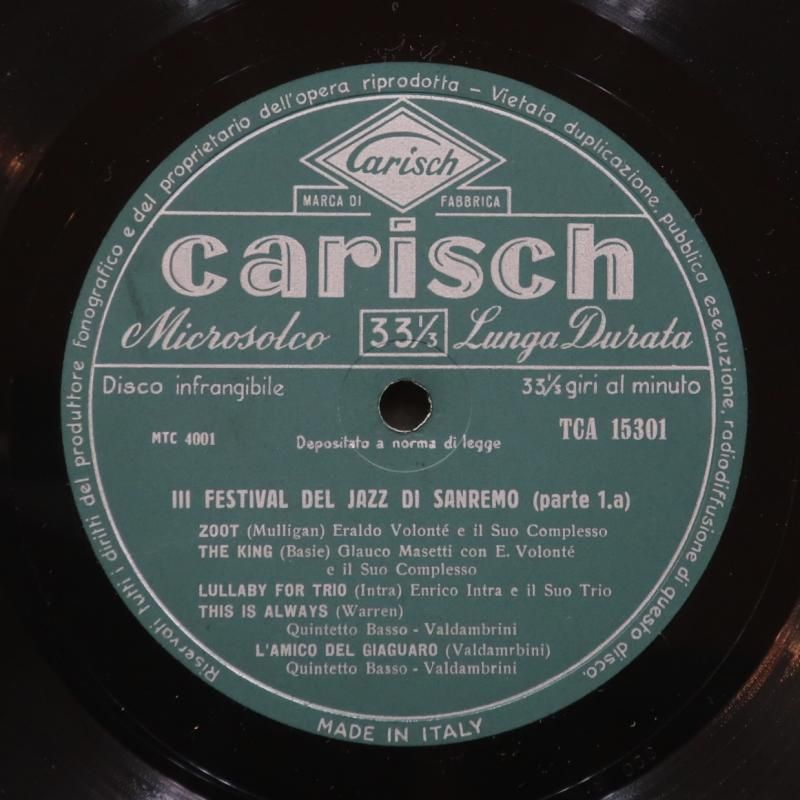 Riservati tutti i diritti del produttore fonografico e del proprietario dell'opera riprodotta – Vietata duplicazione, pubblica esecuzione, radiodiffusione di questo disco.
Carisch
MARCA DI FABBRICA
carisch
Microsolco 33⅓ Lunga Durata
Disco infrangibile 33⅓ giri al minuto
MTC 4001 Depositato a norma di legge TCA 15301
III FESTIVAL DEL JAZZ DI SANREMO (parte 1.a)
ZOOT (Mulligan) Eraldo Volonté e il Suo Complesso
THE KING (Basie) Glauco Masetti con E. Volonté
e il Suo Complesso
LULLABY FOR TRIO (Intra) Enrico Intra e il Suo Trio
THIS IS ALWAYS (Warren)
Quintetto Basso - Valdambrini
L'AMICO DEL GIAGUARO (Valdamrbini)
Quintetto Basso - Valdambrini
MADE IN ITALY